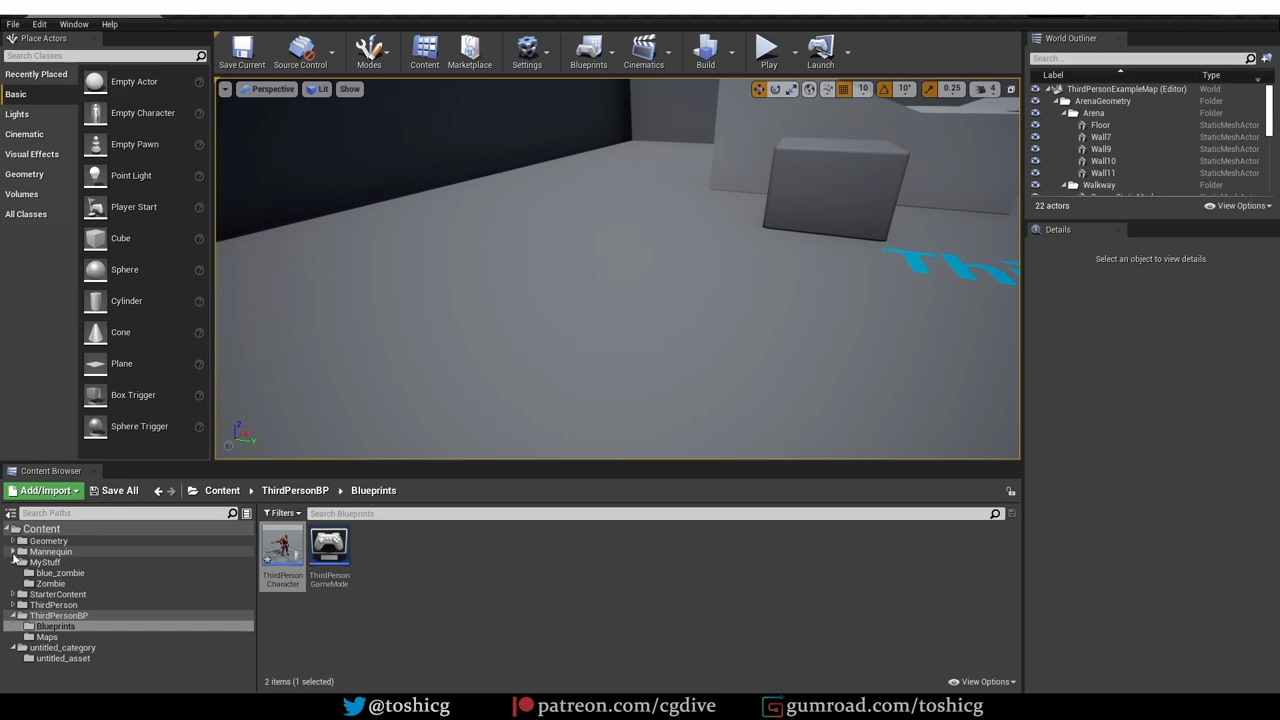 File Edit Window Help
Place Actors
Search Classes
Recently Placed
Basic
Lights
Cinematic
Visual Effects
Geometry
Volumes
All Classes
Empty Actor
Empty Character
Empty Pawn
Point Light
Player Start
Cube
Sphere
Cylinder
Cone
Plane
Box Trigger
Sphere Trigger
Save Current
Source Control
Modes
Content
Marketplace
Settings
Blueprints
Cinematics
Build
Play
Launch
Perspective Lit Show
10 10° 0.25 4
Thi
Z
X
Y
World Outliner
Search...
Label Type
ThirdPersonExampleMap (Editor) World
ArenaGeometry Folder
Arena Folder
Floor StaticMeshActor
Wall7 StaticMeshActor
Wall9 StaticMeshActor
Wall10 StaticMeshActor
Wall11 StaticMeshActor
Walkway Folder
22 actors View Options
Details
Select an object to view details.
Content Browser
Add/Import Save All Content ThirdPersonBP Blueprints
Search Paths
Filters Search Blueprints
Content
Geometry
Mannequin
MyStuff
blue_zombie
Zombie
StarterContent
ThirdPerson
ThirdPersonBP
Blueprints
Maps
untitled_category
untitled_asset
ThirdPerson
Character
ThirdPerson
GameMode
2 items (1 selected) View Options
@toshicg patreon.com/cgdive gumroad.com/toshicg